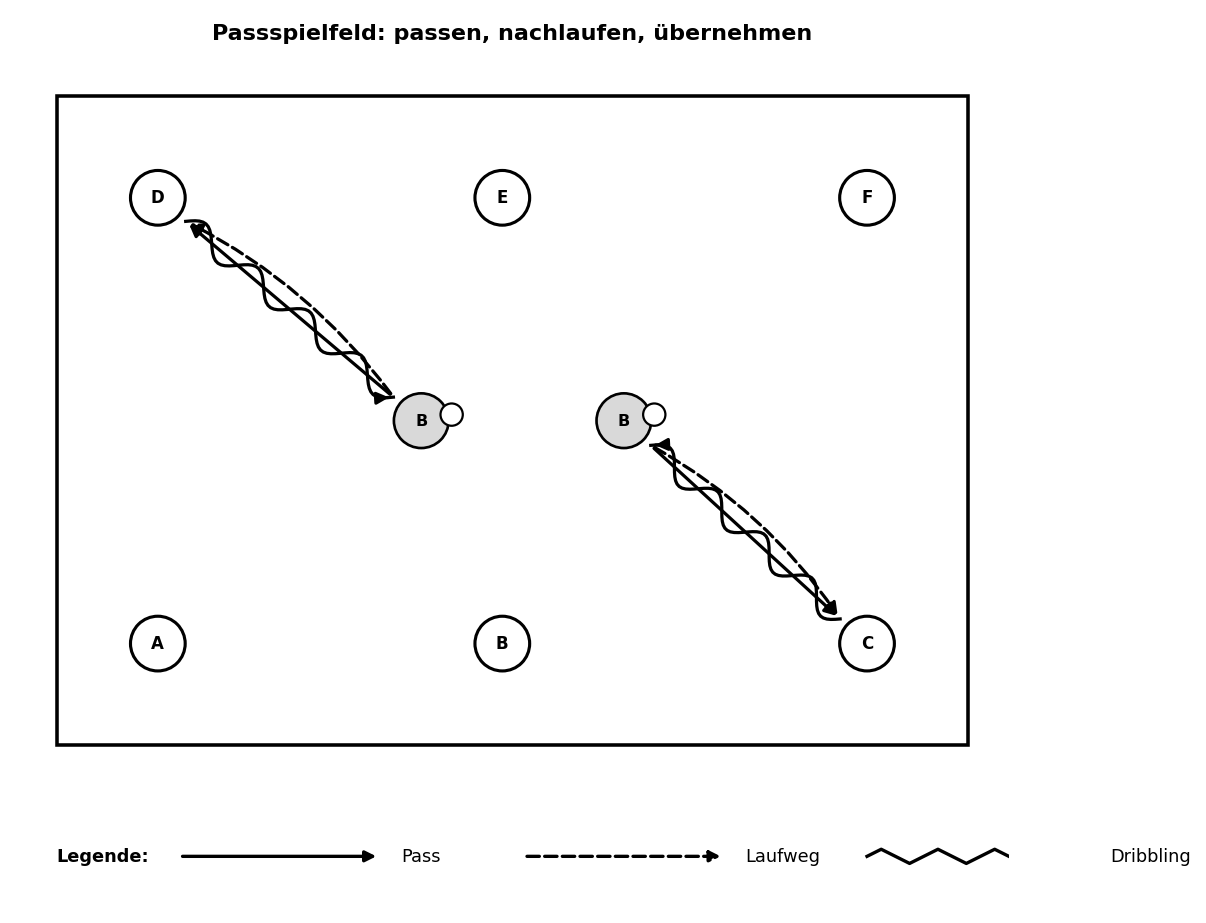 Passspielfeld: passen, nachlaufen, übernehmen
D E F
B B
A B C
Legende: Pass Laufweg Dribbling